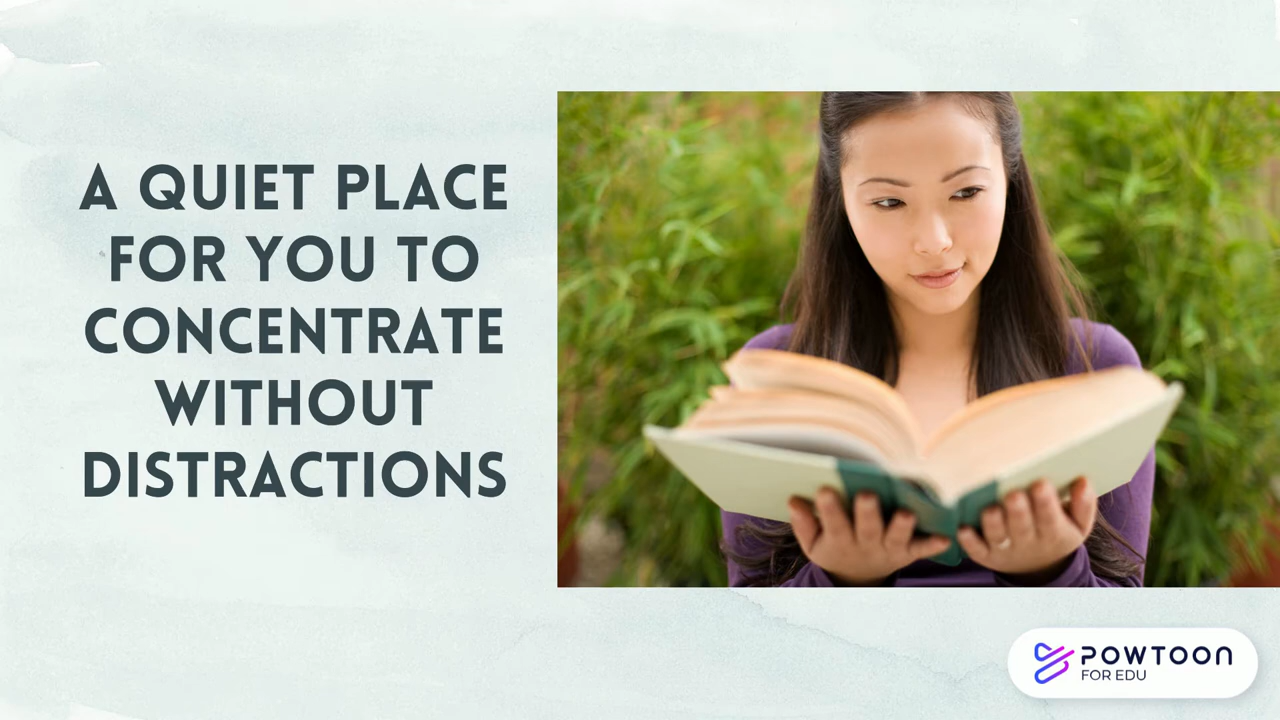 A QUIET PLACE
FOR YOU TO
CONCENTRATE
WITHOUT
DISTRACTIONS
POWTOON
FOR EDU